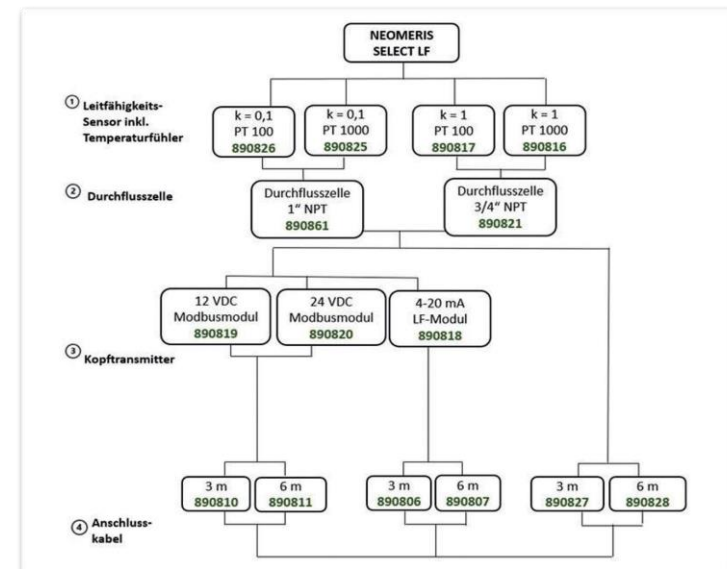 NEOMERIS
SELECT LF
① Leitfähigkeits-
Sensor inkl.
Temperaturfühler
k = 0,1
PT 100
890826
k = 0,1
PT 1000
890825
k = 1
PT 100
890817
k = 1
PT 1000
890816
② Durchflusszelle
Durchflusszelle
1“ NPT
890861
Durchflusszelle
3/4“ NPT
890821
12 VDC
Modbusmodul
890819
24 VDC
Modbusmodul
890820
4-20 mA
LF-Modul
890818
③ Kopftransmitter
3 m
890810
6 m
890811
3 m
890806
6 m
890807
3 m
890827
6 m
890828
④ Anschluss-
kabel